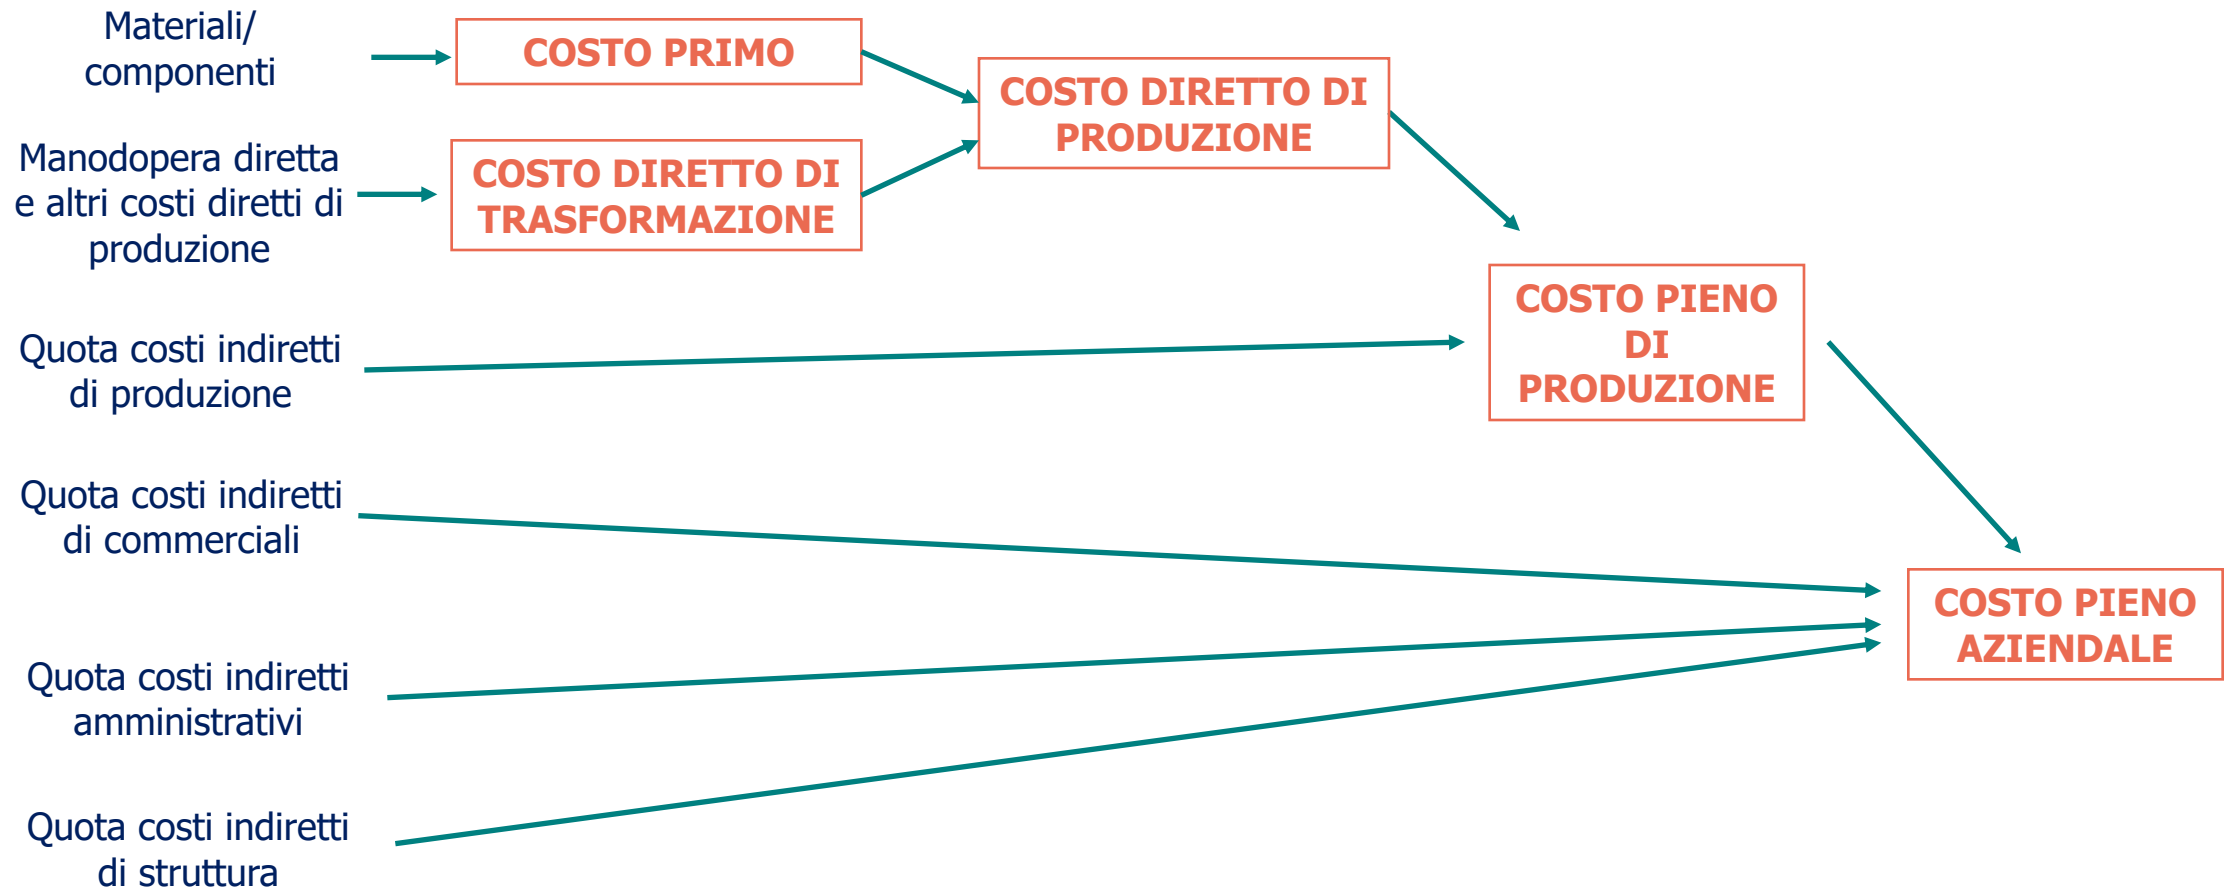 Materiali/
componenti
COSTO PRIMO
COSTO DIRETTO DI
PRODUZIONE
Manodopera diretta
e altri costi diretti di
produzione
COSTO DIRETTO DI
TRASFORMAZIONE
Quota costi indiretti
di produzione
COSTO PIENO
DI
PRODUZIONE
Quota costi indiretti
di commerciali
COSTO PIENO
AZIENDALE
Quota costi indiretti
amministrativi
Quota costi indiretti
di struttura